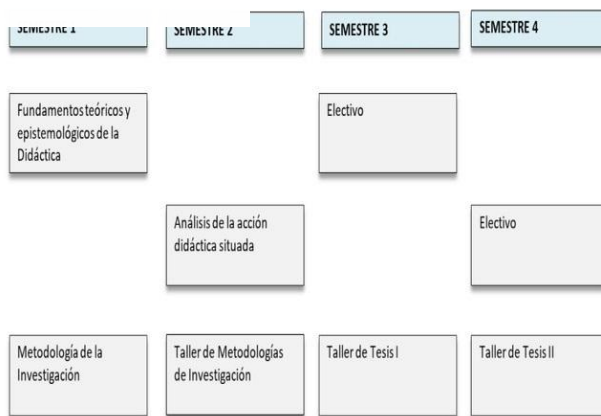 SEMESTRE 1
SEMESTRE 2
SEMESTRE 3
SEMESTRE 4
Fundamentos teóricos y
epistemológicos de la
Didáctica
Electivo
Análisis de la acción
didáctica situada
Electivo
Metodología de la
Investigación
Taller de Metodologías
de Investigación
Taller de Tesis I
Taller de Tesis II